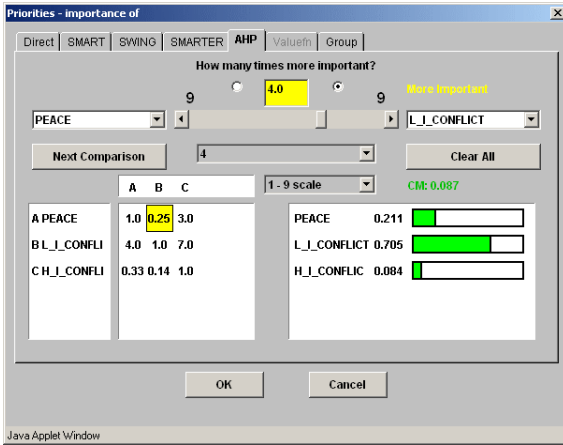 Priorities - importance of
Direct SMART SWING SMARTER AHP Valuefn Group
How many times more important?
9 4.0 9 More Important
PEACE L_I_CONFLICT
Next Comparison 4 Clear All
A B C 1 - 9 scale CM: 0.087
A PEACE 1.0 0.25 3.0 PEACE 0.211
B L_I_CONFLI 4.0 1.0 7.0 L_I_CONFLICT 0.705
C H_I_CONFLI 0.33 0.14 1.0 H_I_CONFLIC 0.084
OK Cancel
Java Applet Window